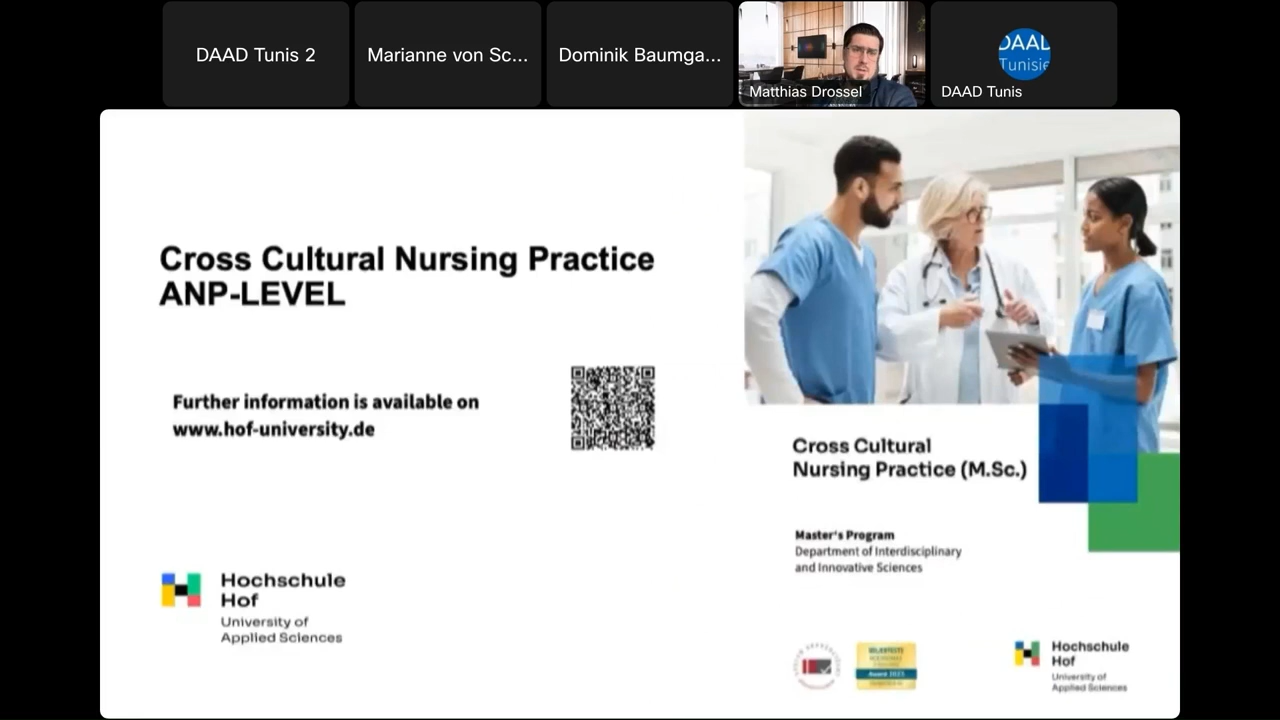 DAAD Tunis 2
Marianne von Sc...
Dominik Baumga...
Matthias Drossel
DAAD
Tunisie
DAAD Tunis
Cross Cultural Nursing Practice
ANP-LEVEL
Further information is available on
www.hof-university.de
Hochschule
Hof
University of
Applied Sciences
Cross Cultural
Nursing Practice (M.Sc.)
Master's Program
Department of Interdisciplinary
and Innovative Sciences
Award 2025
Hochschule
Hof
University of
Applied Sciences